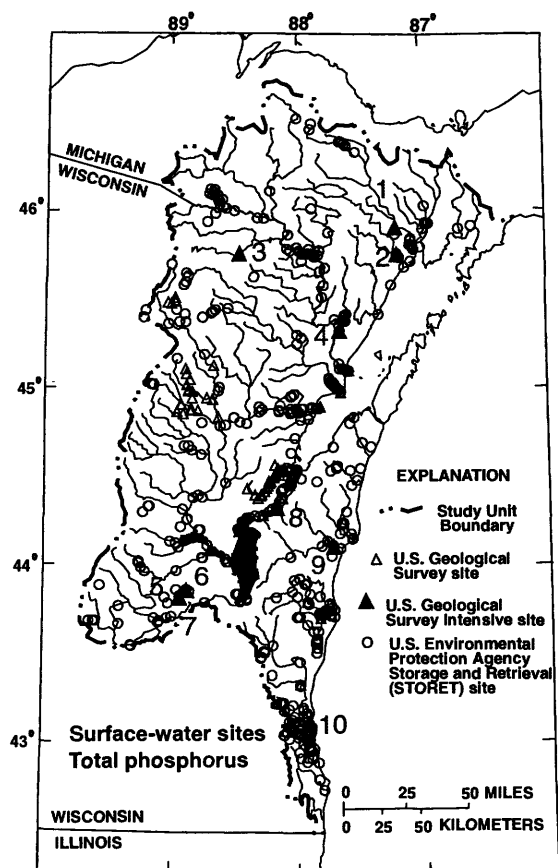 89° 88° 87°
MICHIGAN
WISCONSIN
1
46°
2
3
4
45°
EXPLANATION
Study Unit
Boundary
U.S. Geological
Survey site
44°
9
6
U.S. Geological
Survey Intensive site
7
U.S. Environmental
Protection Agency
Storage and Retrieval
(STORET) site
10
Surface-water sites
Total phosphorus
43°
0 25 50 MILES
0 25 50 KILOMETERS
WISCONSIN
ILLINOIS